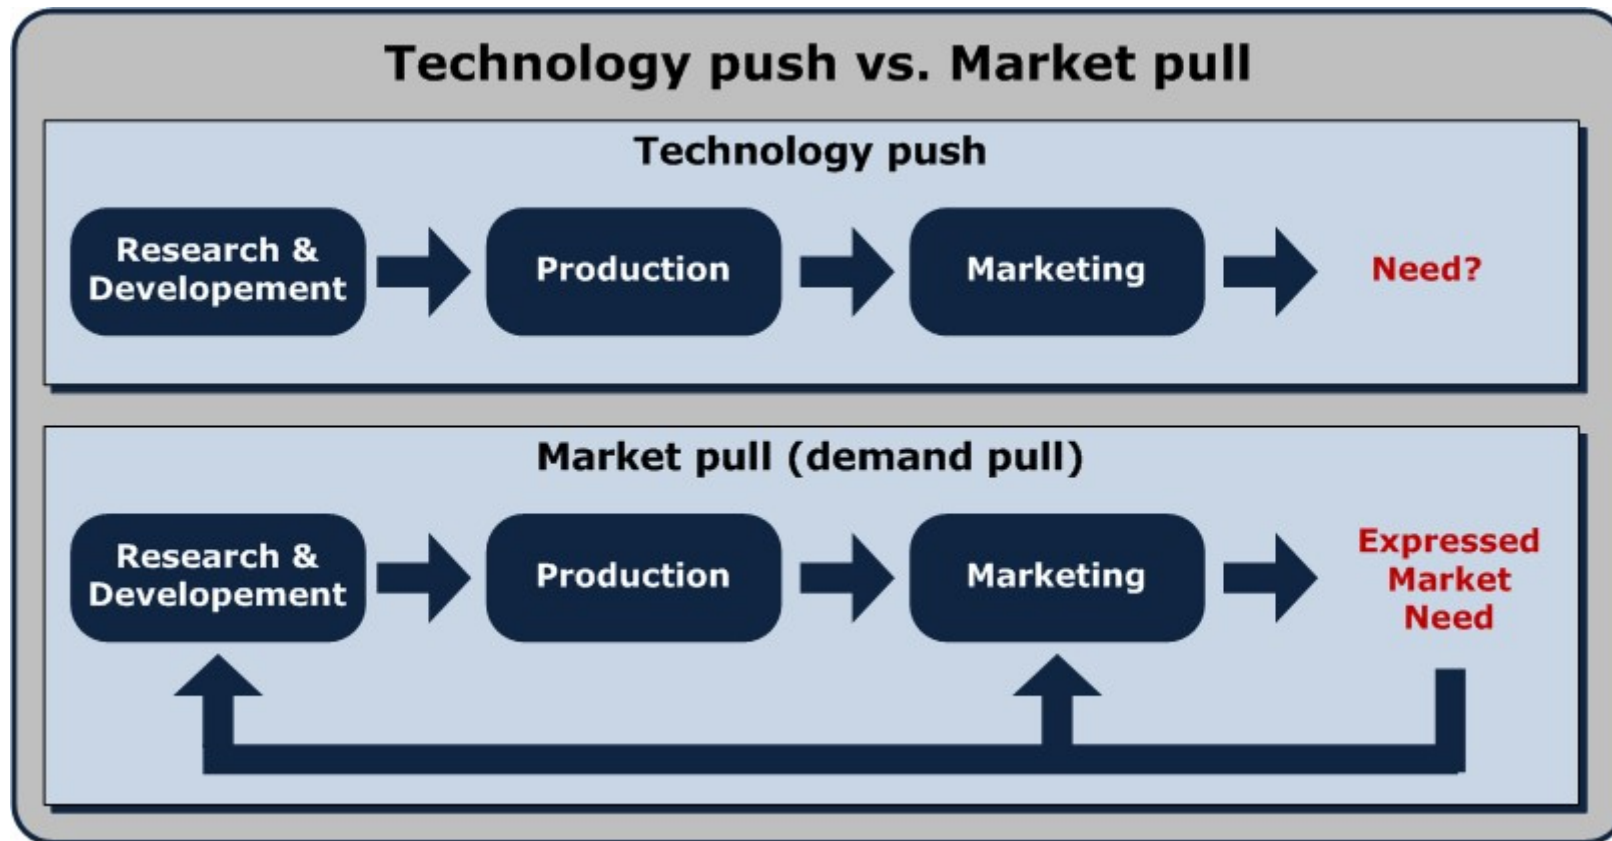 Technology push vs. Market pull
Technology push
Research &
Developement
Production
Marketing
Need?
Market pull (demand pull)
Research &
Developement
Production
Marketing
Expressed
Market
Need